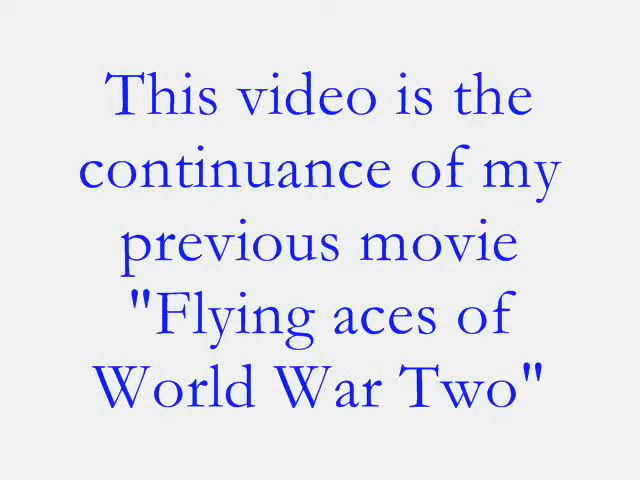 This video is the
continuance of my
previous movie
"Flying aces of
World War Two"